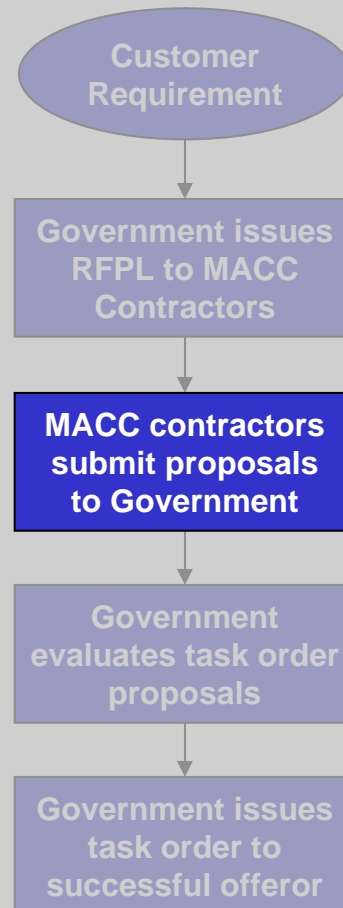 Customer
Requirement
Government issues
RFPL to MACC
Contractors
MACC contractors
submit proposals
to Government
Government
evaluates task order
proposals
Government issues
task order to
successful offeror